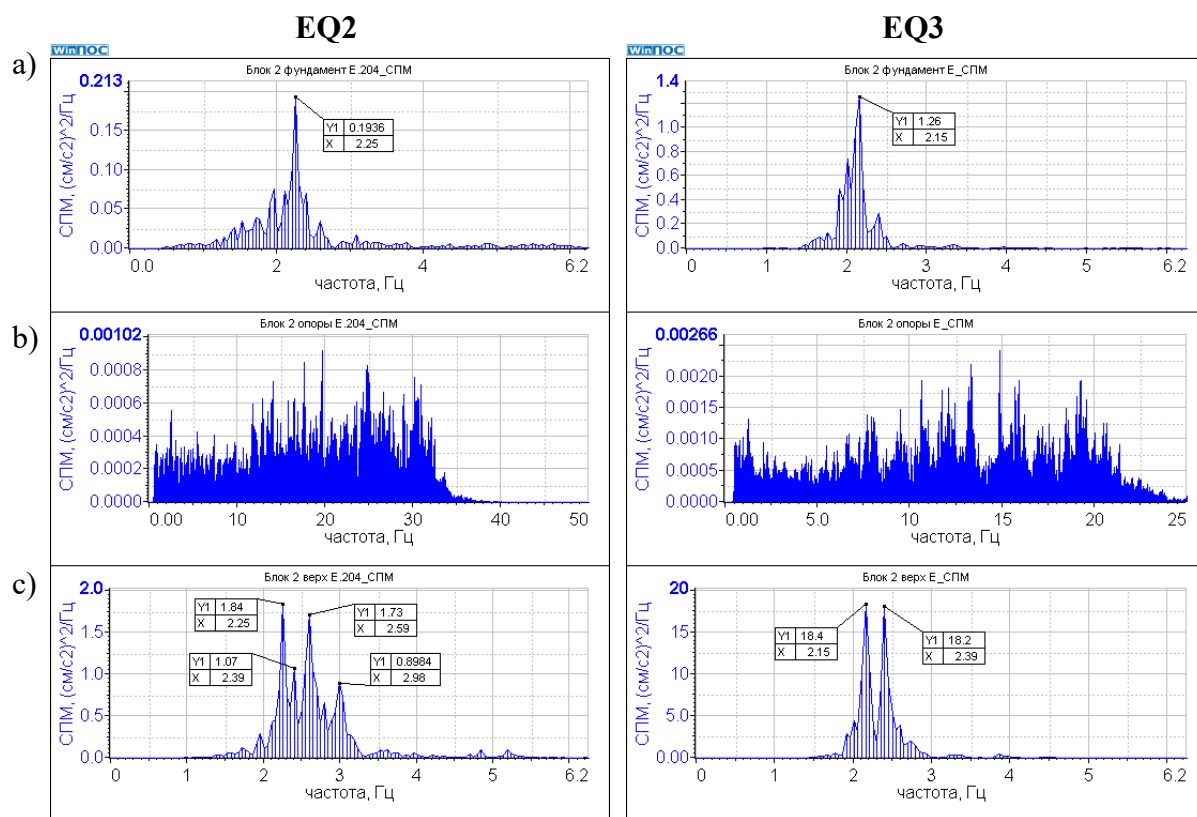 EQ2
EQ3
WinПОС
WinПОС
a)
Блок 2 фундамент E.204_СПМ
0.213
0.15
0.10
0.05
0.00
СПМ, (см/с2)^2/Гц
Y1 0.1936
X 2.25
0.0 2 4 6.2
частота, Гц
Блок 2 фундамент E_СПМ
1.4
1.2
1.0
0.8
0.6
0.4
0.2
0.0
СПМ, (см/с2)^2/Гц
Y1 1.26
X 2.15
0 1 2 3 4 5 6.2
частота, Гц
b)
Блок 2 опоры E.204_СПМ
0.00102
0.0008
0.0006
0.0004
0.0002
0.0000
СПМ, (см/с2)^2/Гц
0.00 10 20 30 40 50
частота, Гц
Блок 2 опоры E_СПМ
0.00266
0.0020
0.0015
0.0010
0.0005
0.0000
СПМ, (см/с2)^2/Гц
0.00 5.0 10 15 20 25
частота, Гц
c)
Блок 2 верх E.204_СПМ
2.0
1.5
1.0
0.5
0.0
СПМ, (см/с2)^2/Гц
Y1 1.84
X 2.25
Y1 1.73
X 2.59
Y1 1.07
X 2.39
Y1 0.8984
X 2.98
0 1 2 3 4 5 6.2
частота, Гц
Блок 2 верх E_СПМ
20
15
10
5.0
0.0
СПМ, (см/с2)^2/Гц
Y1 18.4
X 2.15
Y1 18.2
X 2.39
0 1 2 3 4 5 6.2
частота, Гц